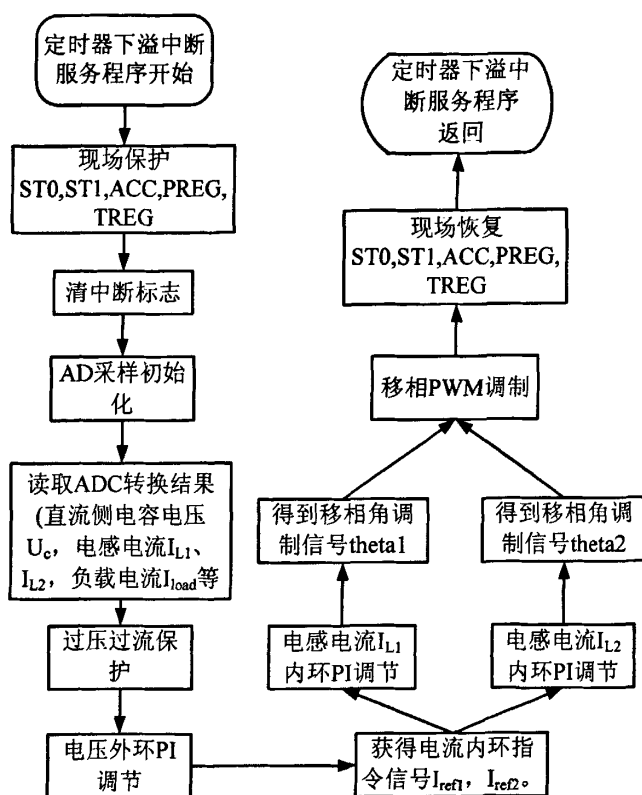 定时器下溢中断
服务程序开始
现场保护
ST0,ST1,ACC,PREG,
TREG
清中断标志
AD采样初始
化
读取ADC转换结果
(直流侧电容电压
Uc，电感电流IL1、
IL2，负载电流Iload等
过压过流保
护
电压外环PI
调节
获得电流内环指
令信号Iref1，Iref2。
电感电流IL1
内环PI调节
电感电流IL2
内环PI调节
得到移相角调
制信号theta1
得到移相角调
制信号theta2
移相PWM调制
现场恢复
ST0,ST1,ACC,PREG,
TREG
定时器下溢中
断服务程序
返回